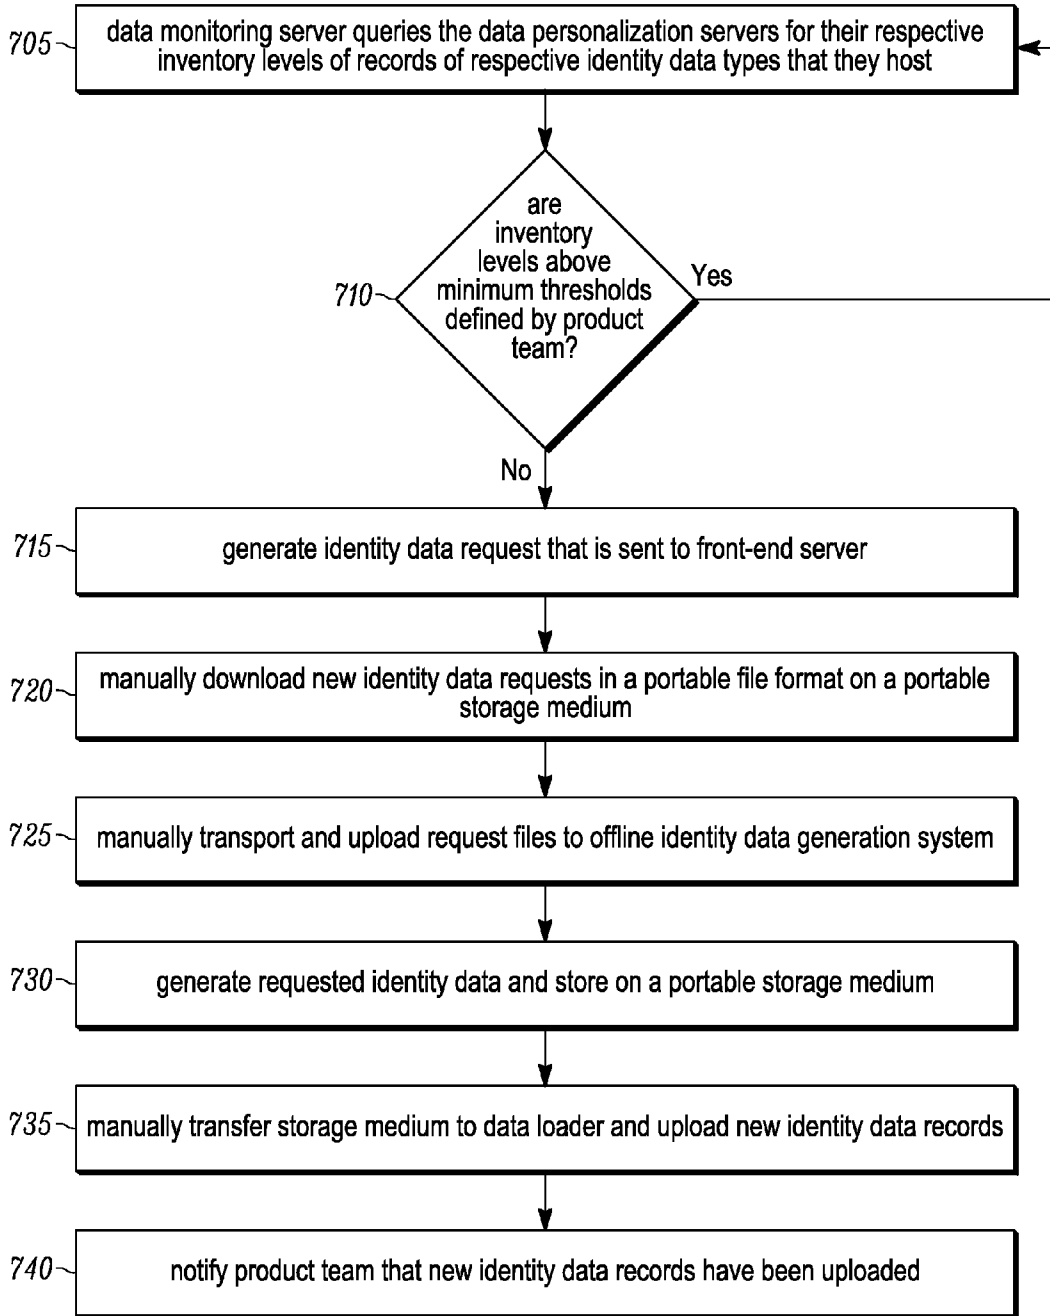 705
data monitoring server queries the data personalization servers for their respective
inventory levels of records of respective identity data types that they host
710
are
inventory
levels above
minimum thresholds
defined by product
team?
Yes
No
715
generate identity data request that is sent to front-end server
720
manually download new identity data requests in a portable file format on a portable
storage medium
725
manually transport and upload request files to offline identity data generation system
730
generate requested identity data and store on a portable storage medium
735
manually transfer storage medium to data loader and upload new identity data records
740
notify product team that new identity data records have been uploaded